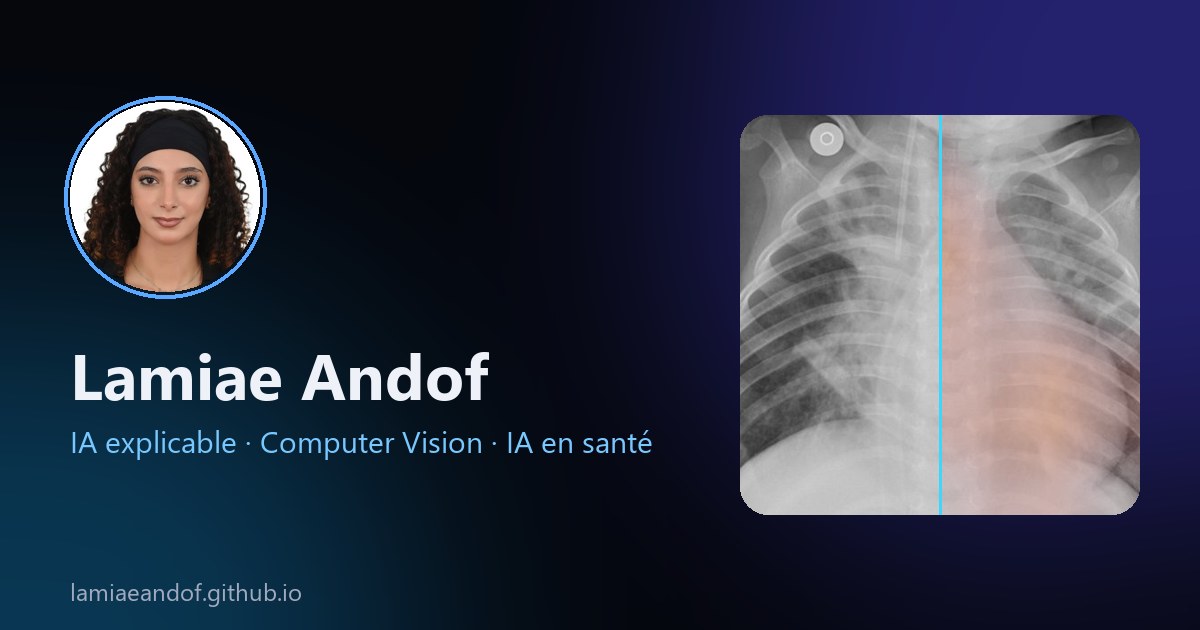 Lamiae Andof
IA explicable · Computer Vision · IA en santé
lamiaeandof.github.io